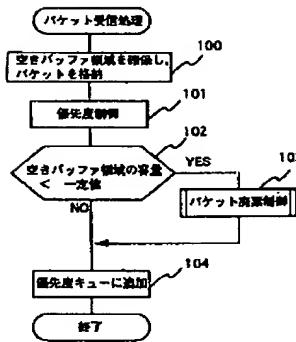 パケット受信処理
100
空きバッファ領域を確保し、
パケットを格納
101
優先度制御
102
空きバッファ領域の容量
< 一定値
YES
103
パケット廃棄制御
NO
104
優先度キューに追加
終了